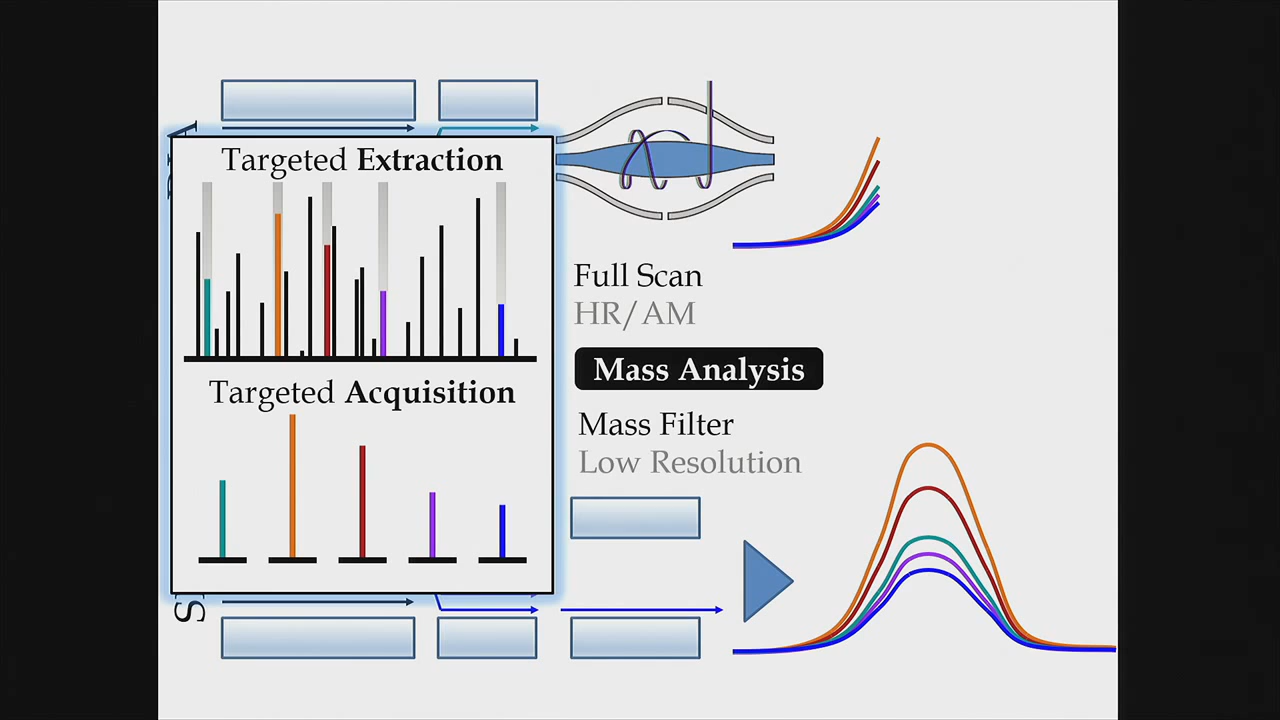 Targeted Extraction
Full Scan
HR/AM
Mass Analysis
Targeted Acquisition
Mass Filter
Low Resolution
S